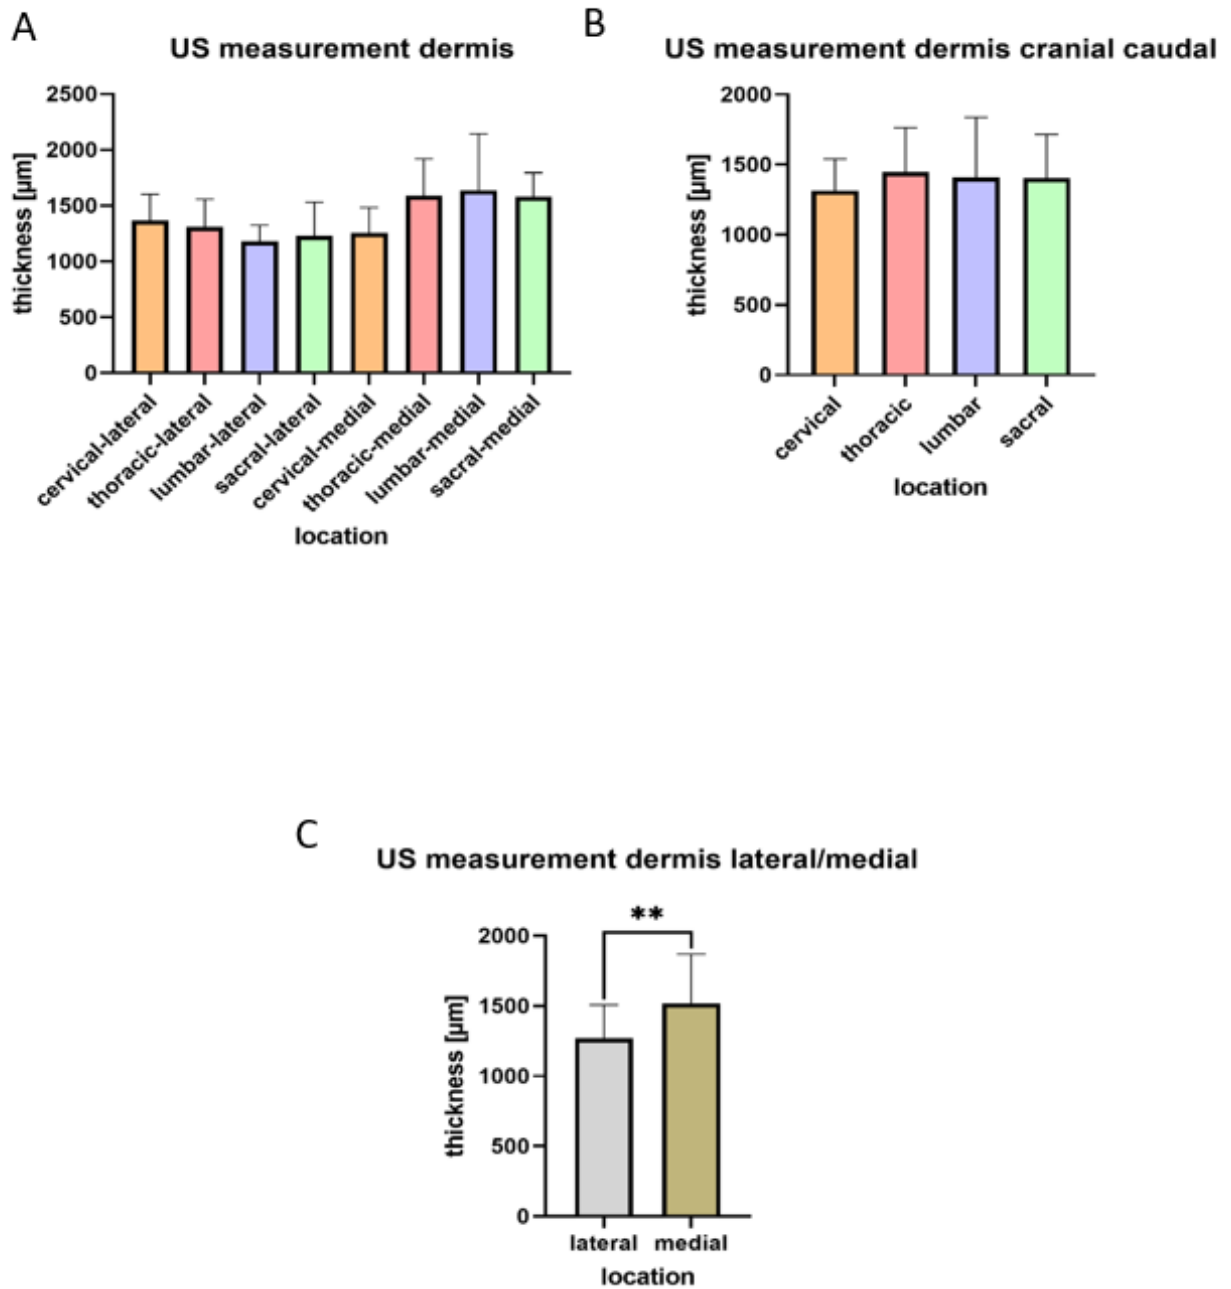 A
US measurement dermis
thickness [µm]
2500
2000
1500
1000
500
0
cervical-lateral
thoracic-lateral
lumbar-lateral
sacral-lateral
cervical-medial
thoracic-medial
lumbar-medial
sacral-medial
location
B
US measurement dermis cranial caudal
thickness [µm]
2000
1500
1000
500
0
cervical
thoracic
lumbar
sacral
location
C
US measurement dermis lateral/medial
**
thickness [µm]
2000
1500
1000
500
0
lateral medial
location